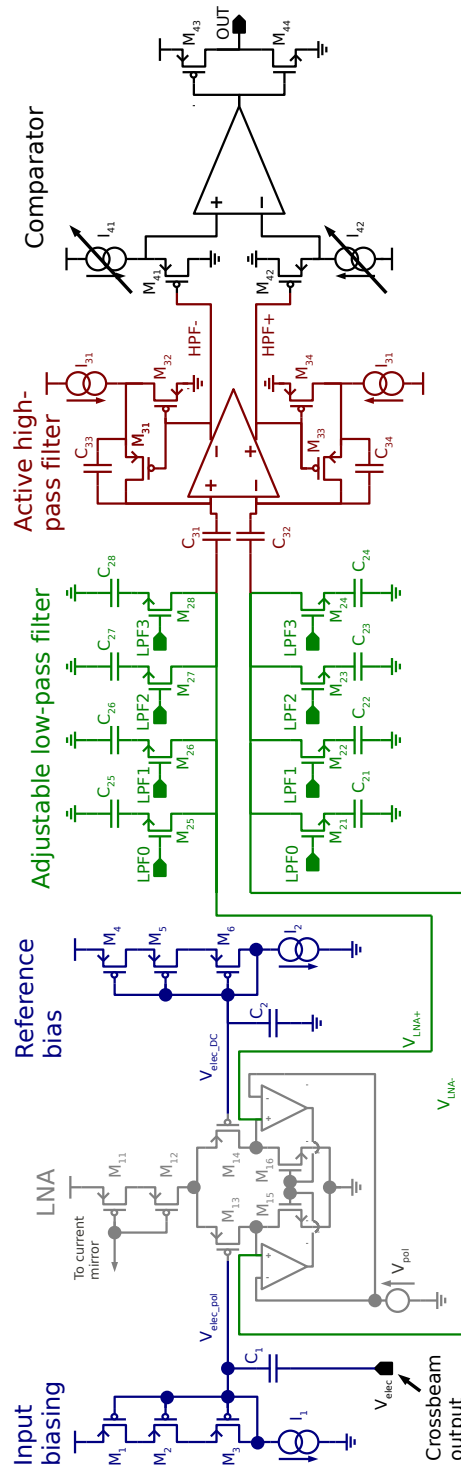 Input
biasing
LNA
Reference
bias
Adjustable low-pass filter
Active high-
pass filter
Comparator
M1
M2
M3
I1
C1
Velec
Crossbeam
output
Velec_pol
To current
mirror
M11
M12
M13
M14
M15
M16
+
-
+
-
Vpol
Velec_DC
C2
M4
M5
M6
I2
VLNA+
VLNA-
LPF0
LPF1
LPF2
LPF3
M25
M26
M27
M28
C25
C26
C27
C28
LPF0
LPF1
LPF2
LPF3
M21
M22
M23
M24
C21
C22
C23
C24
C31
C32
C33
M31
M32
I31
+
-
-
+
M33
M34
C34
I31
HPF-
HPF+
M41
I41
M42
I42
+
-
M43
M44
OUT